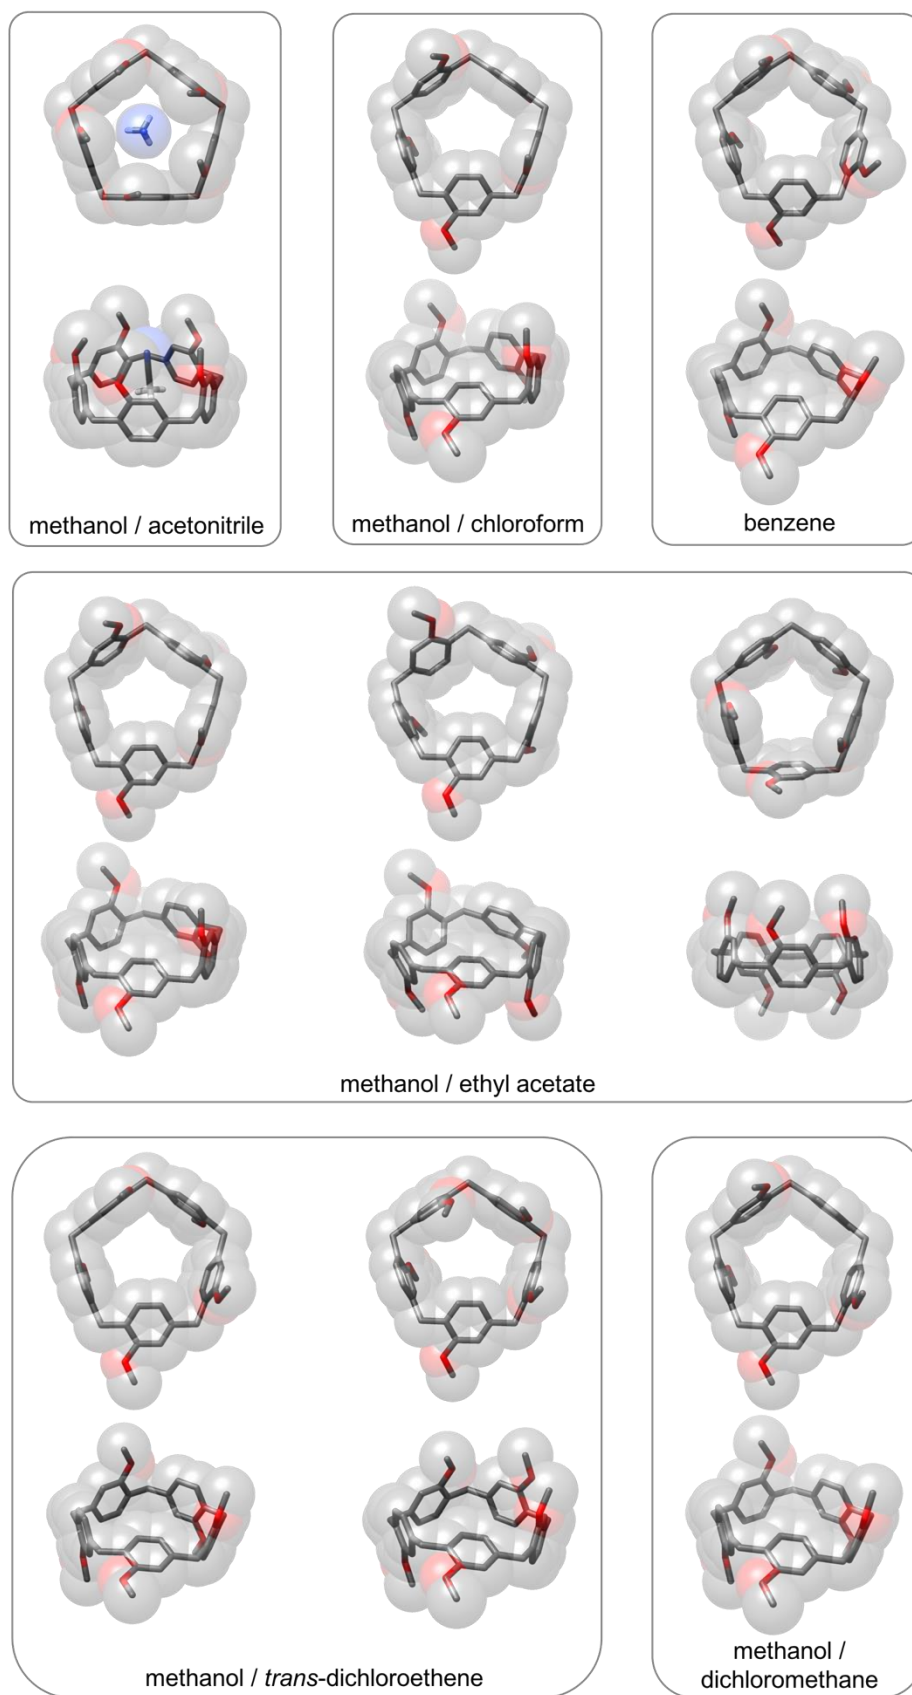 methanol / acetonitrile
methanol / chloroform
benzene
methanol / ethyl acetate
methanol / trans-dichloroethene
methanol /
dichloromethane